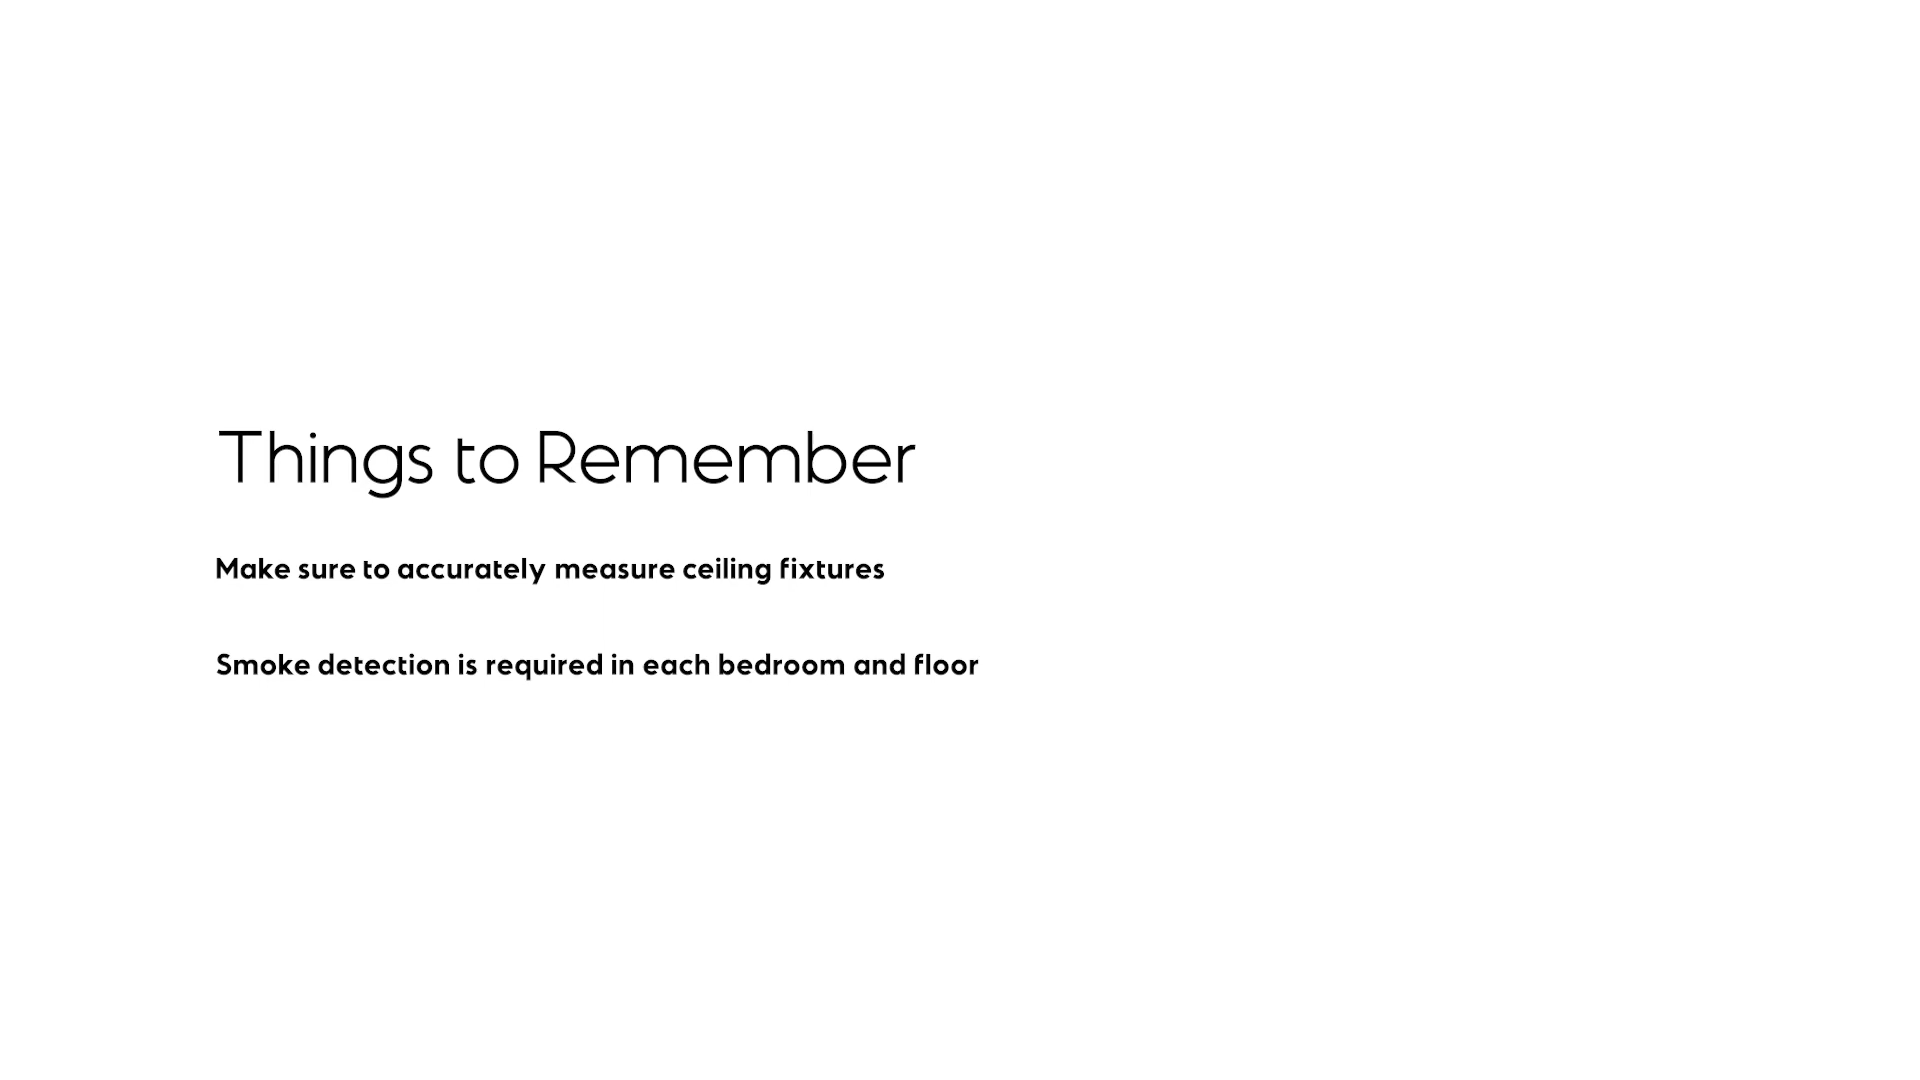 Things to Remember
Make sure to accurately measure ceiling fixtures
Smoke detection is required in each bedroom and floor